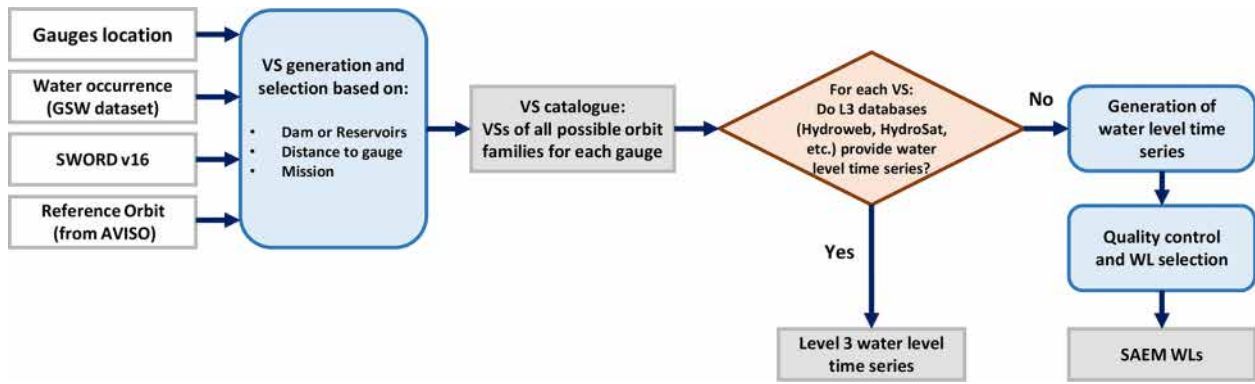 Gauges location
Water occurrence
(GSW dataset)
SWORD v16
Reference Orbit
(from AVISO)
VS generation and
selection based on:
• Dam or Reservoirs
• Distance to gauge
• Mission
VS catalogue:
VSs of all possible orbit
families for each gauge
For each VS:
Do L3 databases
(Hydroweb, HydroSat,
etc.) provide water
level time series?
No
Yes
Generation of
water level time
series
Quality control
and WL selection
Level 3 water level
time series
SAEM WLs